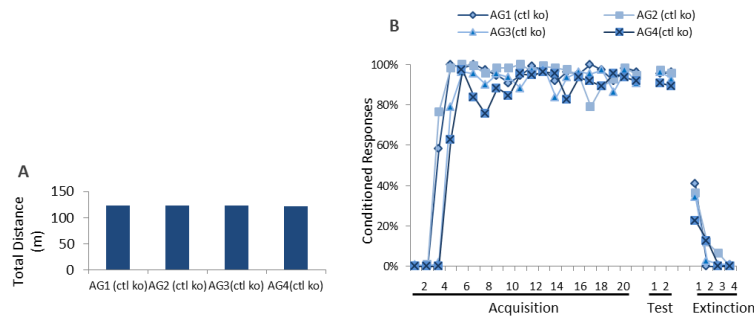 A
Total Distance
(m)
150
100
50
0
AG1 (ctl ko) AG2 (ctl ko) AG3(ctl ko) AG4(ctl ko)
B
AG1 (ctl ko) AG2 (ctl ko)
AG3(ctl ko) AG4(ctl ko)
Conditioned Responses
100%
80%
60%
40%
20%
0%
2 4 6 8 10 12 14 16 18 20 1 2 1 2 3 4
Acquisition Test Extinction